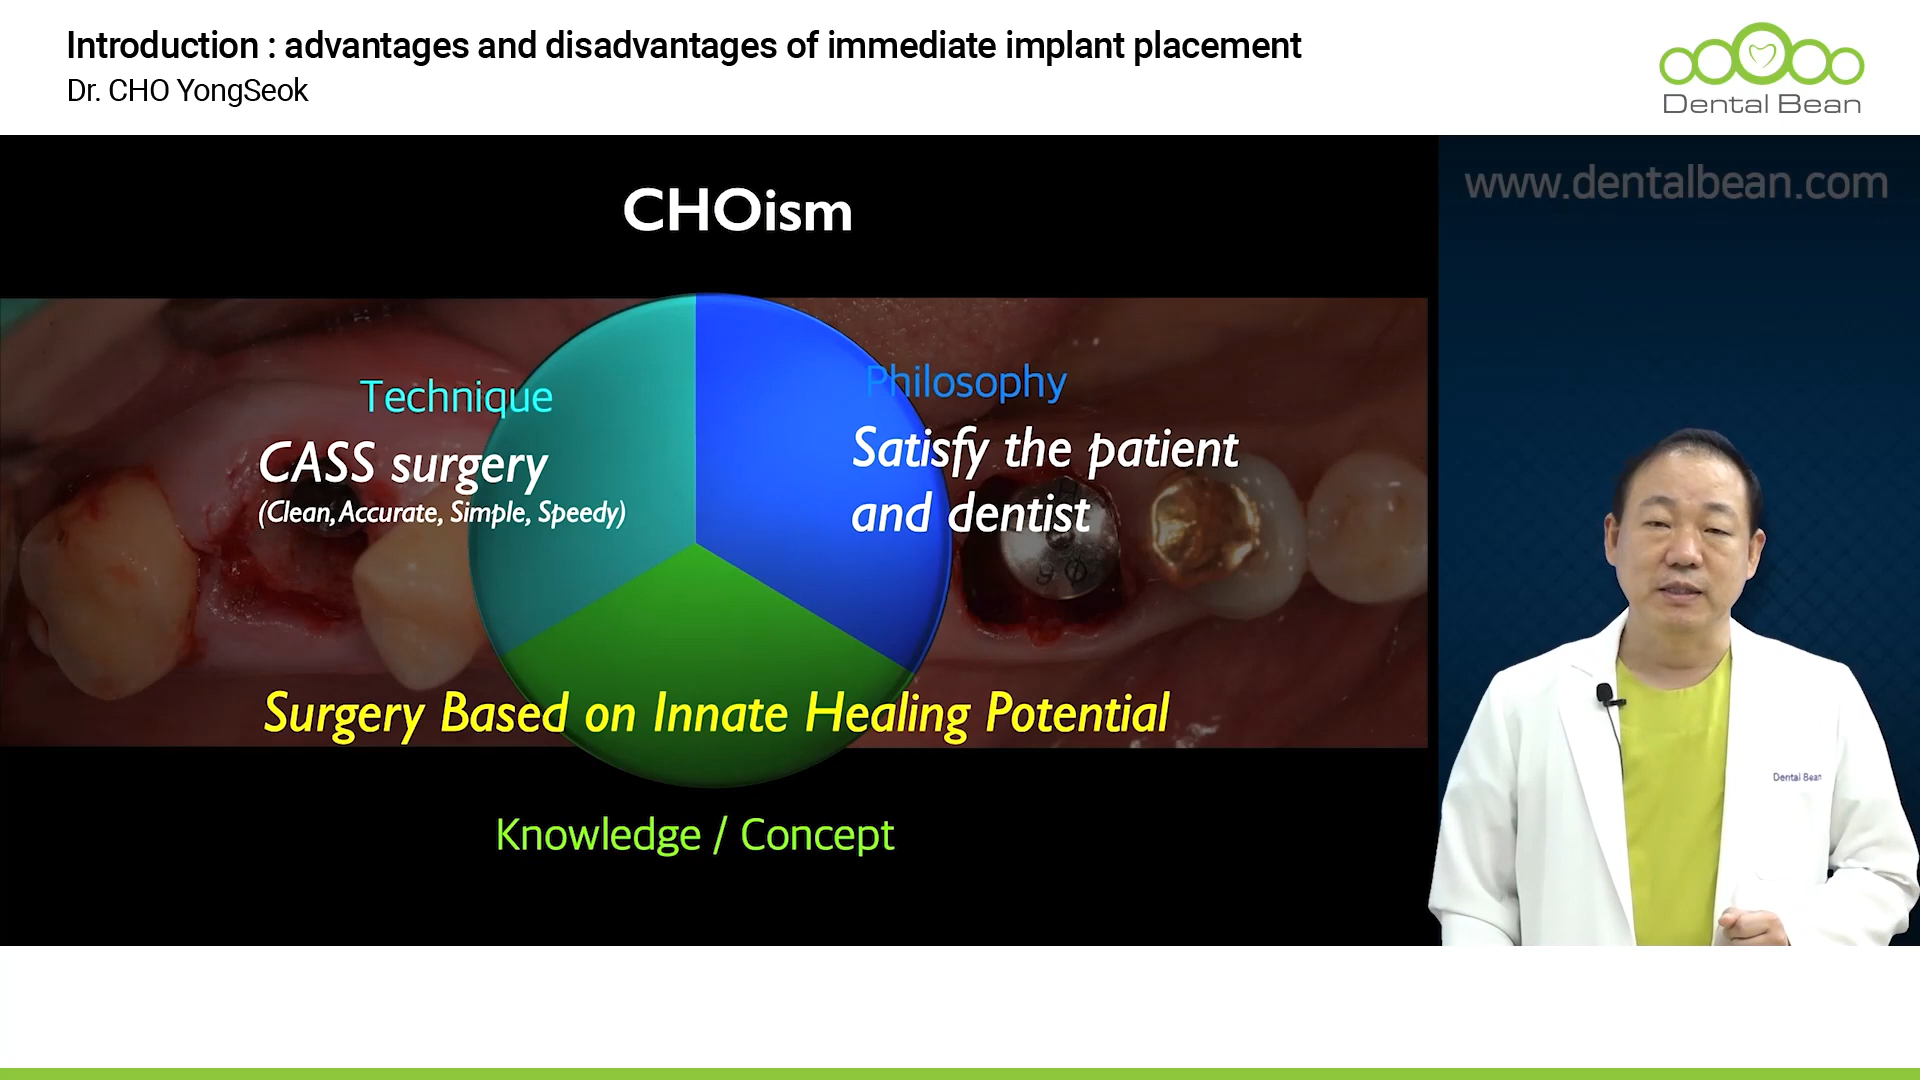 Introduction : advantages and disadvantages of immediate implant placement
Dr. CHO YongSeok
Dental Bean
www.dentalbean.com
CHOism
Technique
CASS surgery
(Clean, Accurate, Simple, Speedy)
Philosophy
Satisfy the patient
and dentist
Surgery Based on Innate Healing Potential
Knowledge / Concept
Dental Bean